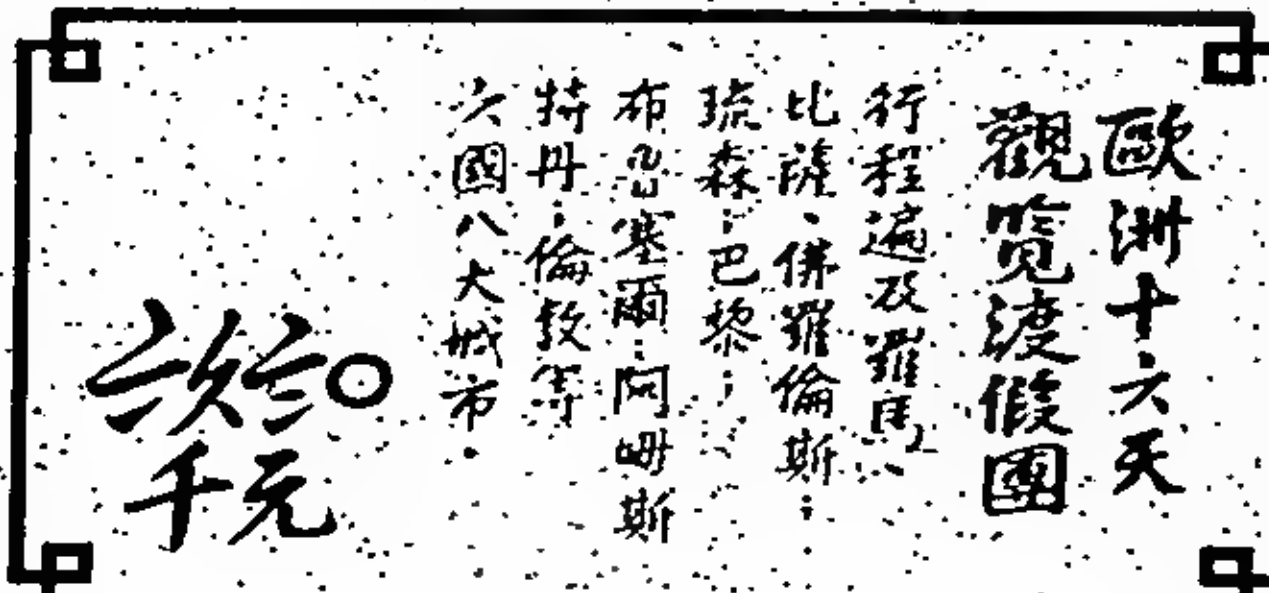 歐洲十六天
觀覽渡假團
行程遍及羅馬、
比薩、佛羅倫斯;
琉森;巴黎;
布呂塞爾;阿姆斯
特丹;倫敦等
六國八大城市.
千元